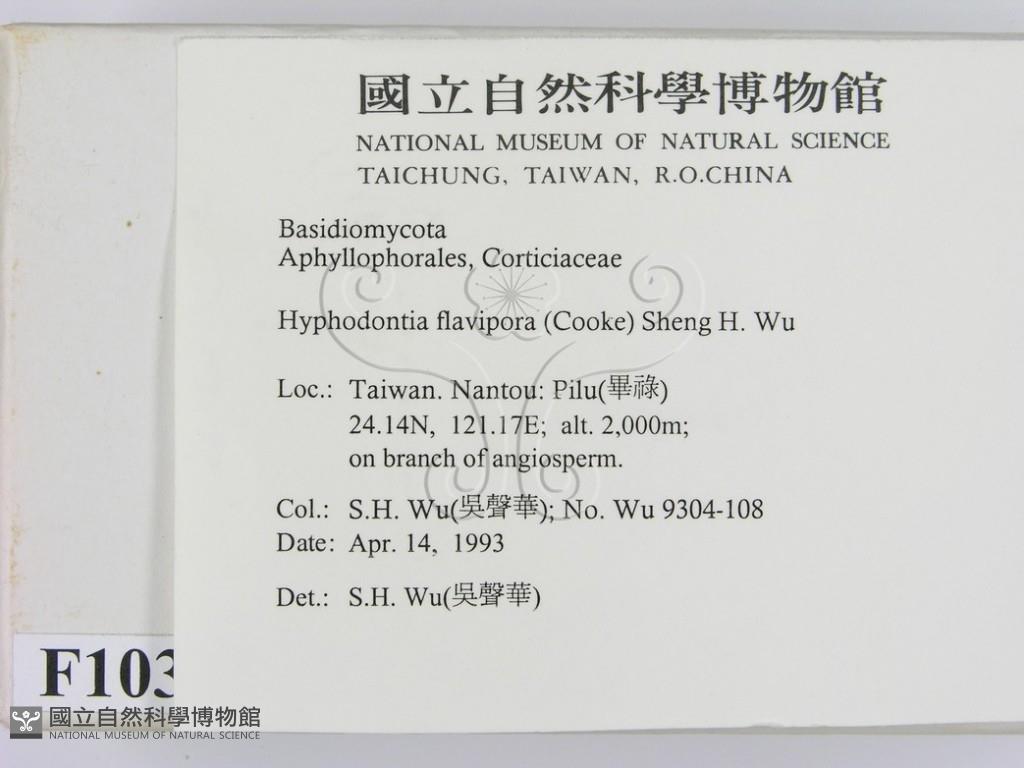 國立自然科學博物館
NATIONAL MUSEUM OF NATURAL SCIENCE
TAICHUNG, TAIWAN, R.O.CHINA
Basidiomycota
Aphyllophorales, Corticiaceae
Hyphodontia flavipora (Cooke) Sheng H. Wu
Loc.: Taiwan. Nantou: Pilu(畢祿)
24.14N, 121.17E; alt. 2,000m;
on branch of angiosperm.
Col.: S.H. Wu(吳聲華); No. Wu 9304-108
Date: Apr. 14, 1993
Det.: S.H. Wu(吳聲華)
F103
國立自然科學博物館
NATIONAL MUSEUM OF NATURAL SCIENCE